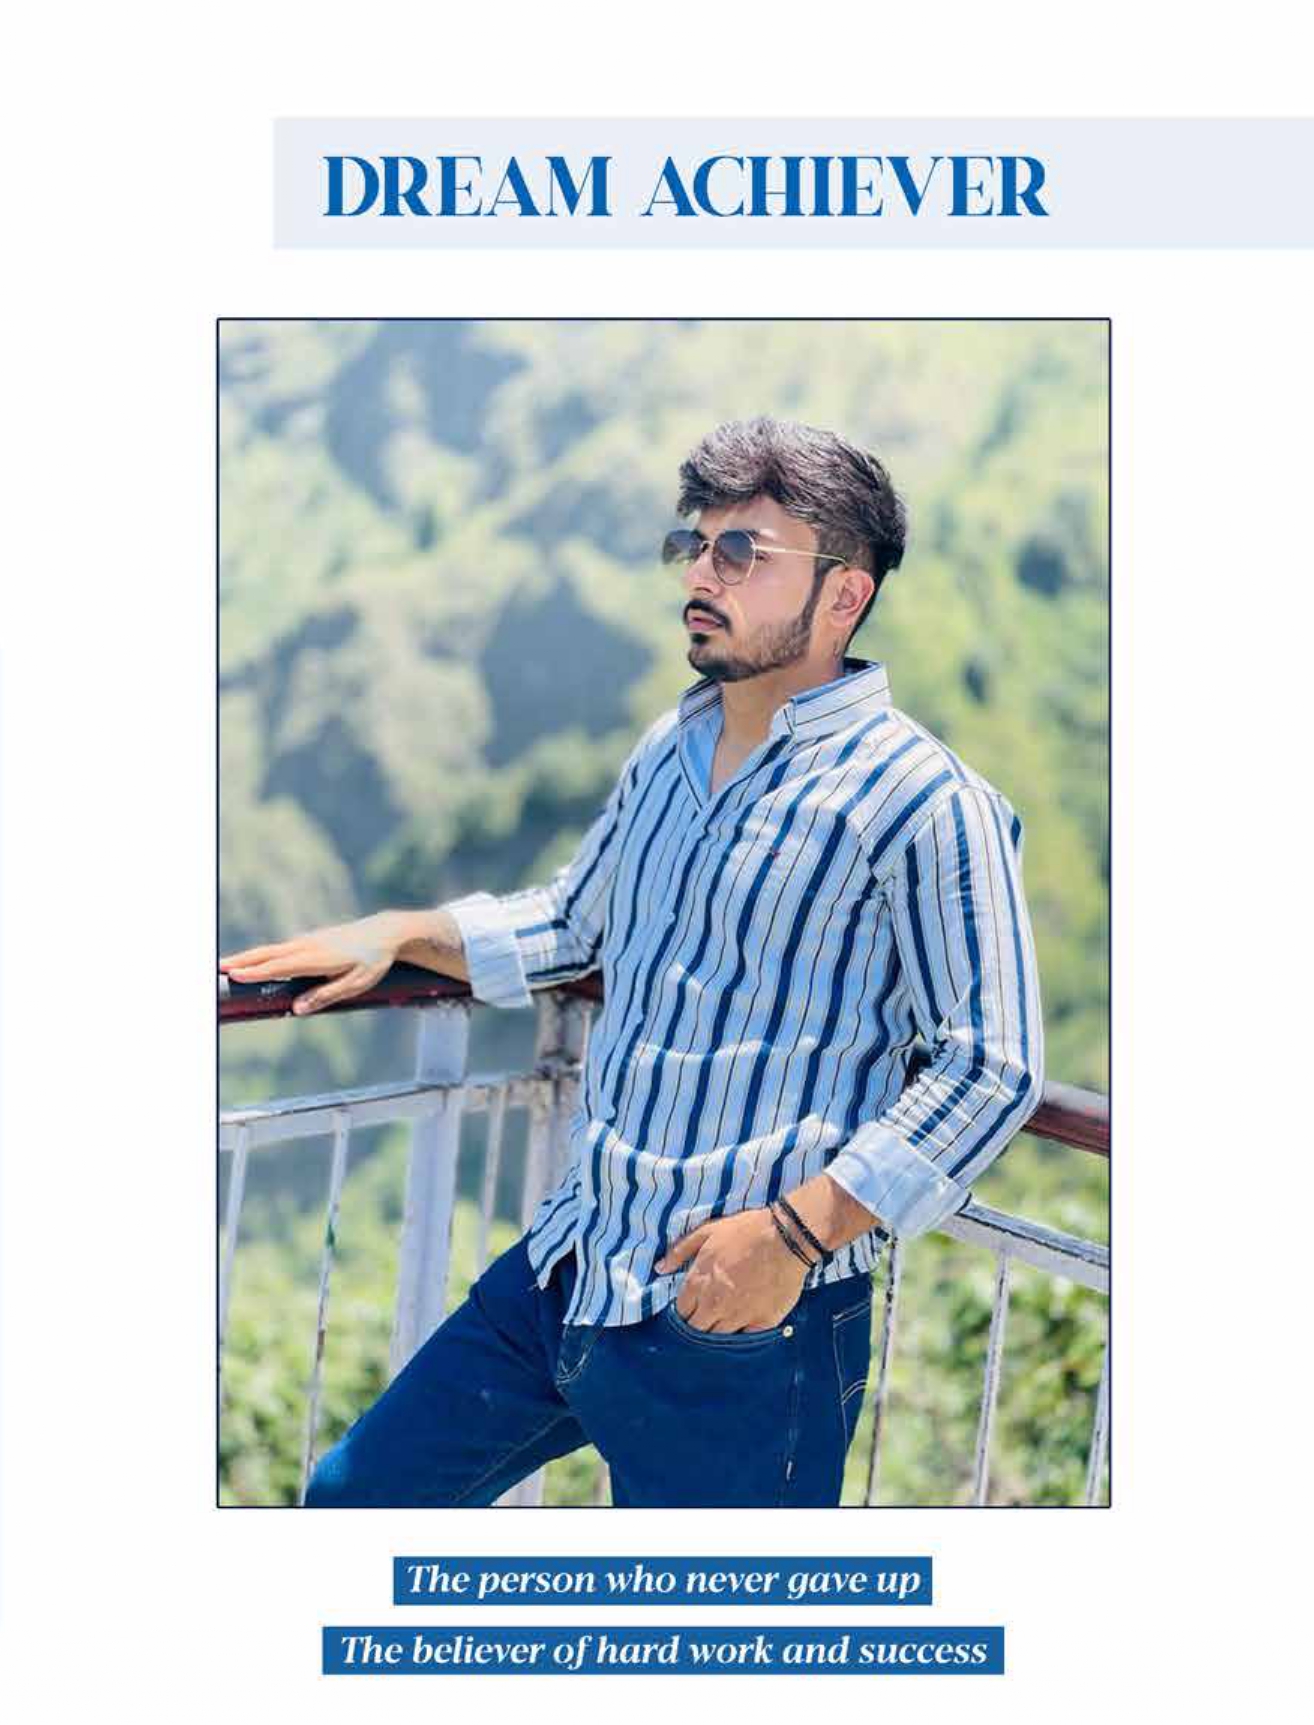 DREAM ACHIEVER
The person who never gave up
The believer of hard work and success